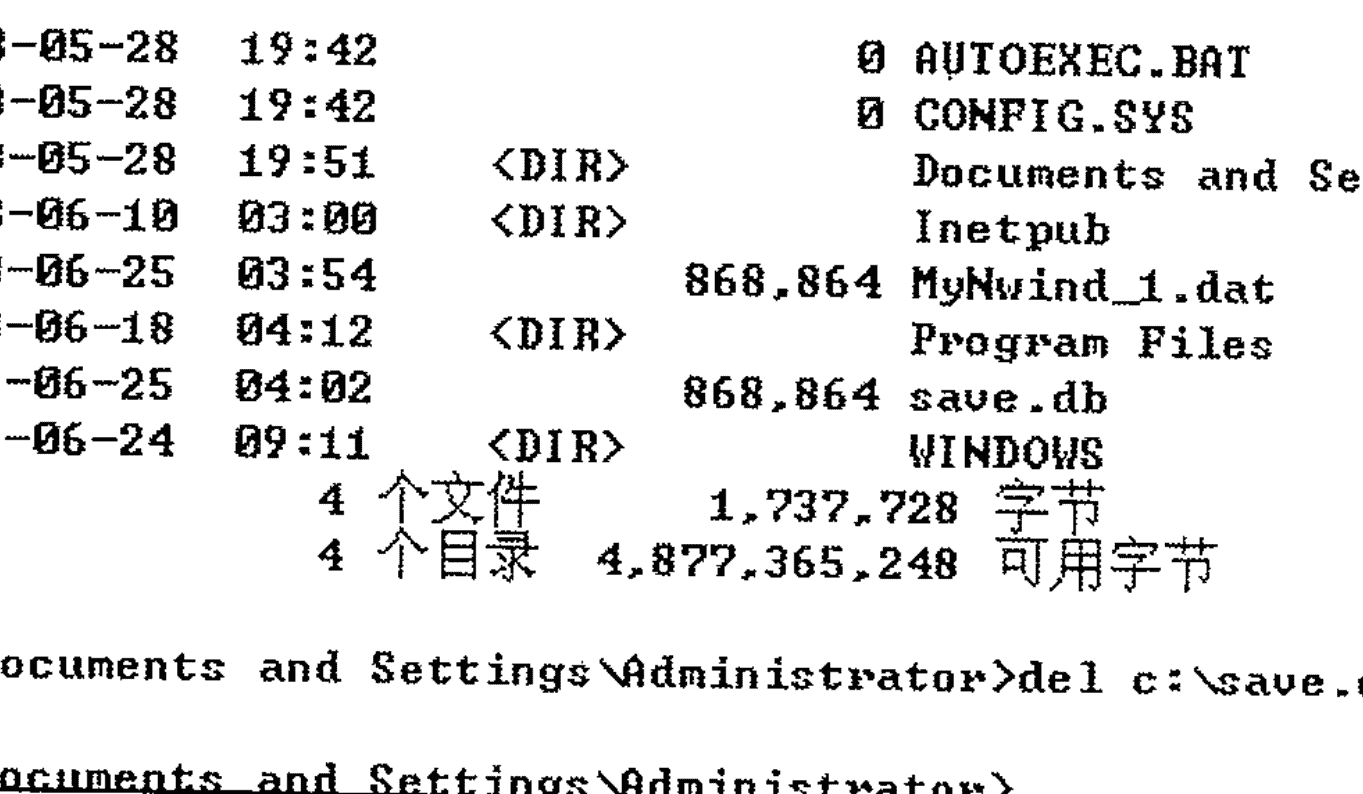 -05-28 19:42 0 AUTOEXEC.BAT
-05-28 19:42 0 CONFIG.SYS
-05-28 19:51 <DIR> Documents and Se
-06-10 03:00 <DIR> Inetpub
-06-25 03:54 868,864 MyNwind_1.dat
-06-18 04:12 <DIR> Program Files
-06-25 04:02 868,864 save.db
-06-24 09:11 <DIR> WINDOWS
4 个文件 1,737,728 字节
4 个目录 4,877,365,248 可用字节
ocuments and Settings\Administrator>del c:\save.
ocuments and Settings\Administrator>